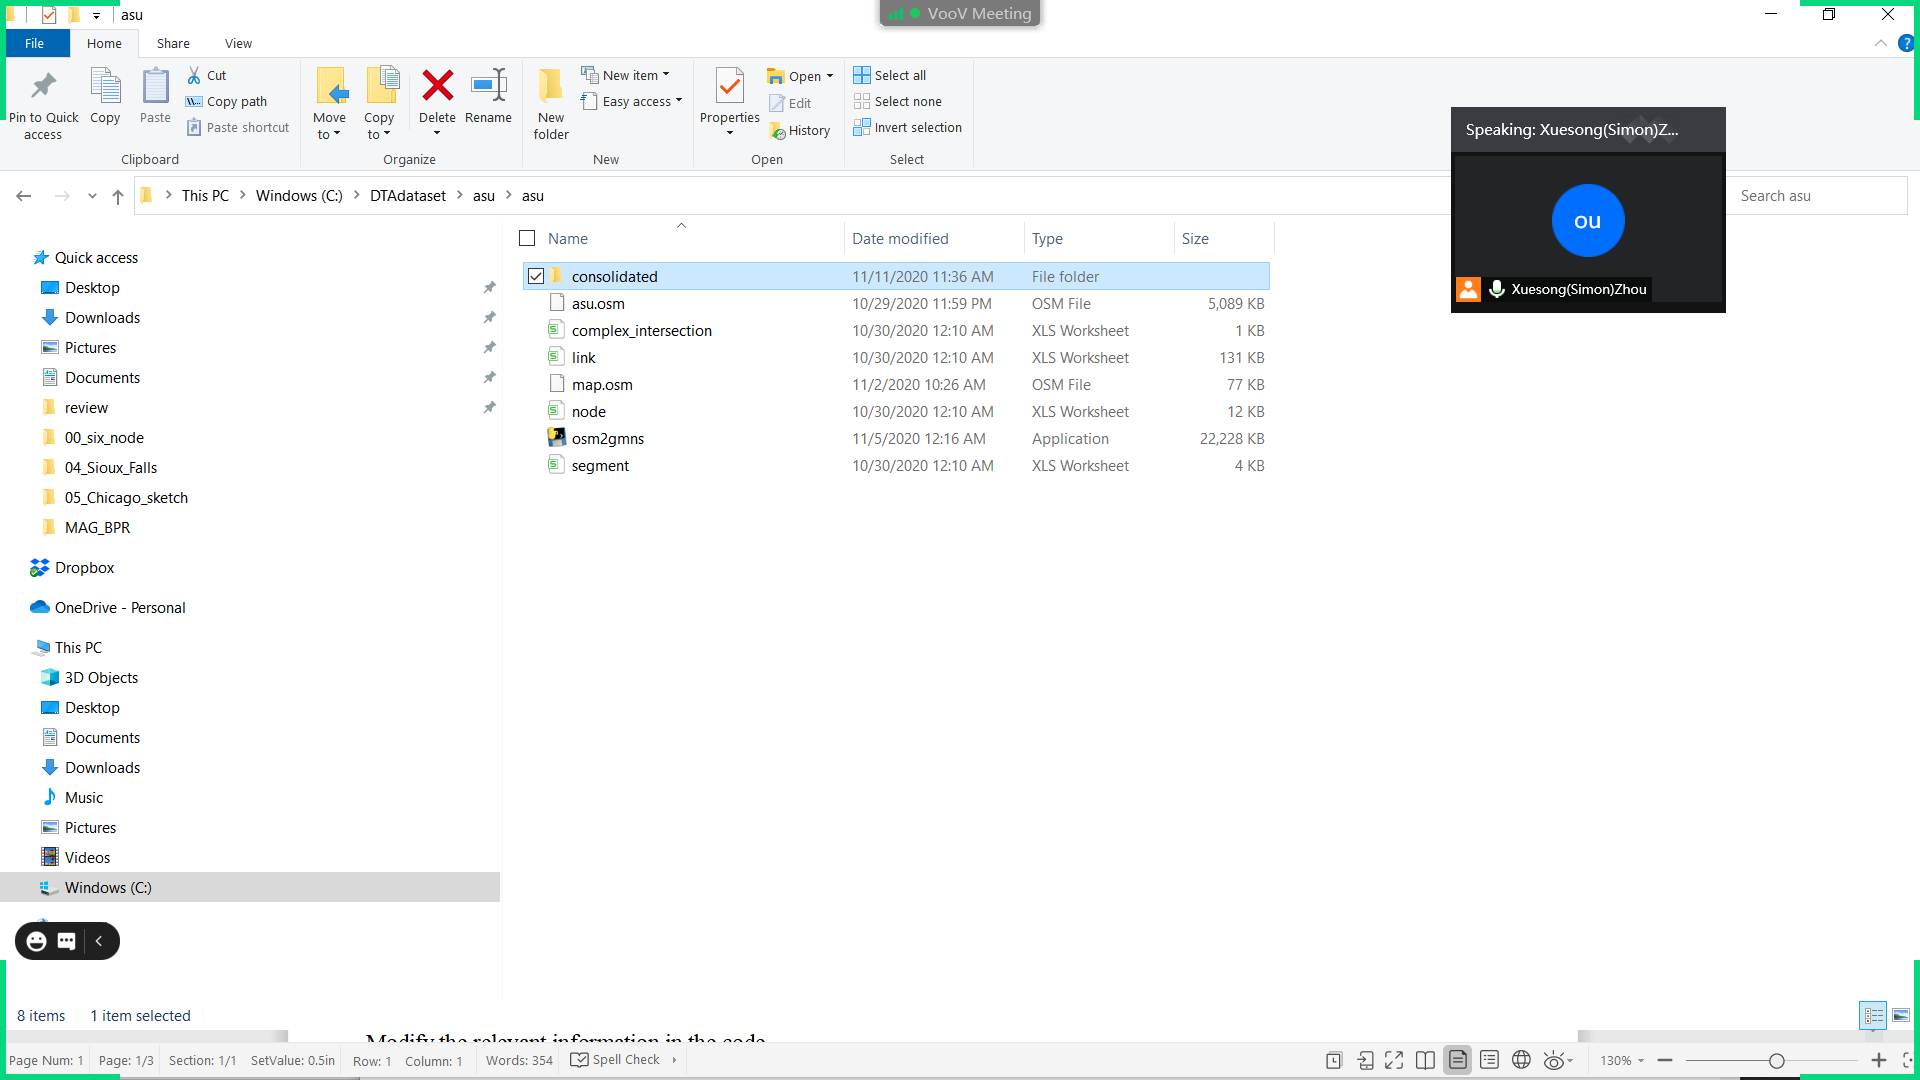 asu
VooV Meeting
File Home Share View
Pin to Quick access
Copy
Paste
Cut
Copy path
Paste shortcut
Clipboard
Move to
Copy to
Delete
Rename
Organize
New folder
New item
Easy access
New
Properties
Open
Edit
History
Open
Select all
Select none
Invert selection
Select
Speaking: Xuesong(Simon)Z...
ou
Xuesong(Simon)Zhou
This PC > Windows (C:) > DTAdataset > asu > asu
Search asu
Name Date modified Type Size
consolidated 11/11/2020 11:36 AM File folder
asu.osm 10/29/2020 11:59 PM OSM File 5,089 KB
complex_intersection 10/30/2020 12:10 AM XLS Worksheet 1 KB
link 10/30/2020 12:10 AM XLS Worksheet 131 KB
map.osm 11/2/2020 10:26 AM OSM File 77 KB
node 10/30/2020 12:10 AM XLS Worksheet 12 KB
osm2gmns 11/5/2020 12:16 AM Application 22,228 KB
segment 10/30/2020 12:10 AM XLS Worksheet 4 KB
Quick access
Desktop
Downloads
Pictures
Documents
review
00_six_node
04_Sioux_Falls
05_Chicago_sketch
MAG_BPR
Dropbox
OneDrive - Personal
This PC
3D Objects
Desktop
Documents
Downloads
Music
Pictures
Videos
Windows (C:)
8 items 1 item selected
Modify the relevant information in the code
Page Num: 1 Page: 1/3 Section: 1/1 SetValue: 0.5in Row: 1 Column: 1 Words: 354 Spell Check 130%